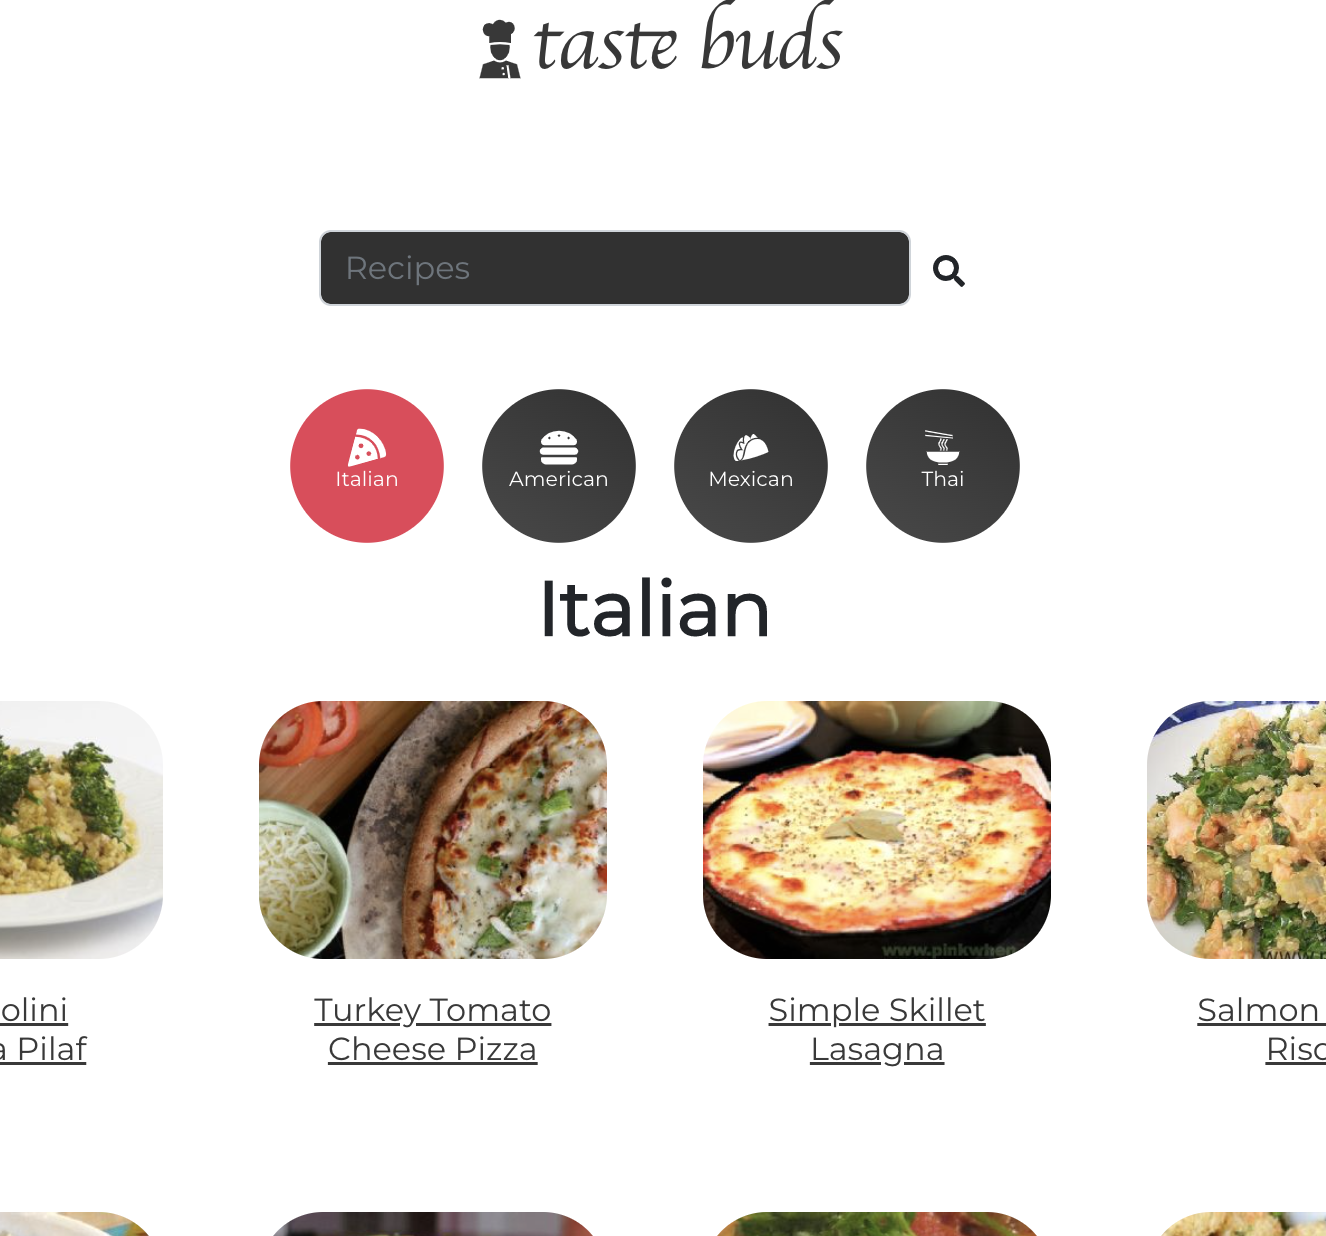 taste buds
Recipes
Italian
American
Mexican
Thai
Italian
www.pinkwhen
olini
a Pilaf
Turkey Tomato
Cheese Pizza
Simple Skillet
Lasagna
Salmon